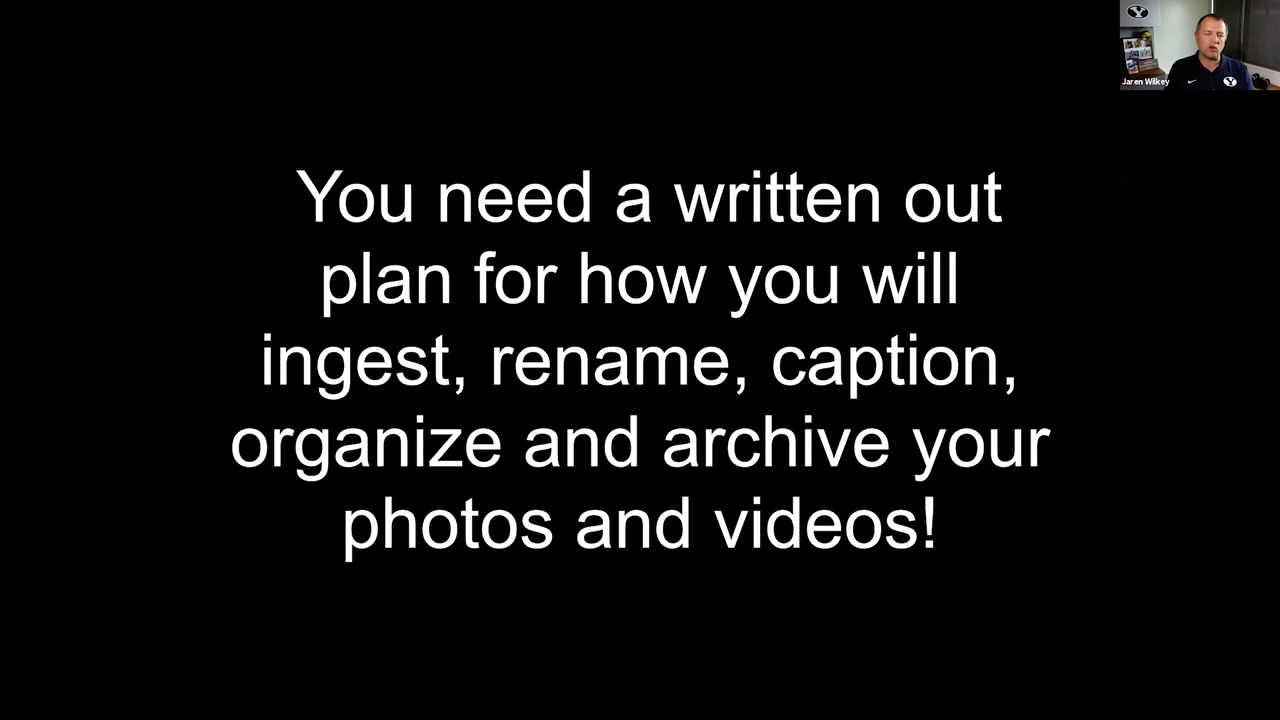 Y
Jaren Wilkey
Y
You need a written out
plan for how you will
ingest, rename, caption,
organize and archive your
photos and videos!